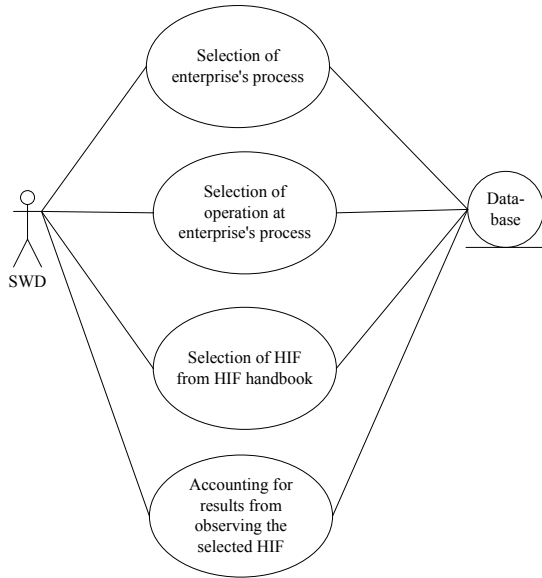 Selection of
enterprise's process
Selection of
operation at
enterprise's process
Data-
base
SWD
Selection of HIF
from HIF handbook
Accounting for
results from
observing the
selected HIF